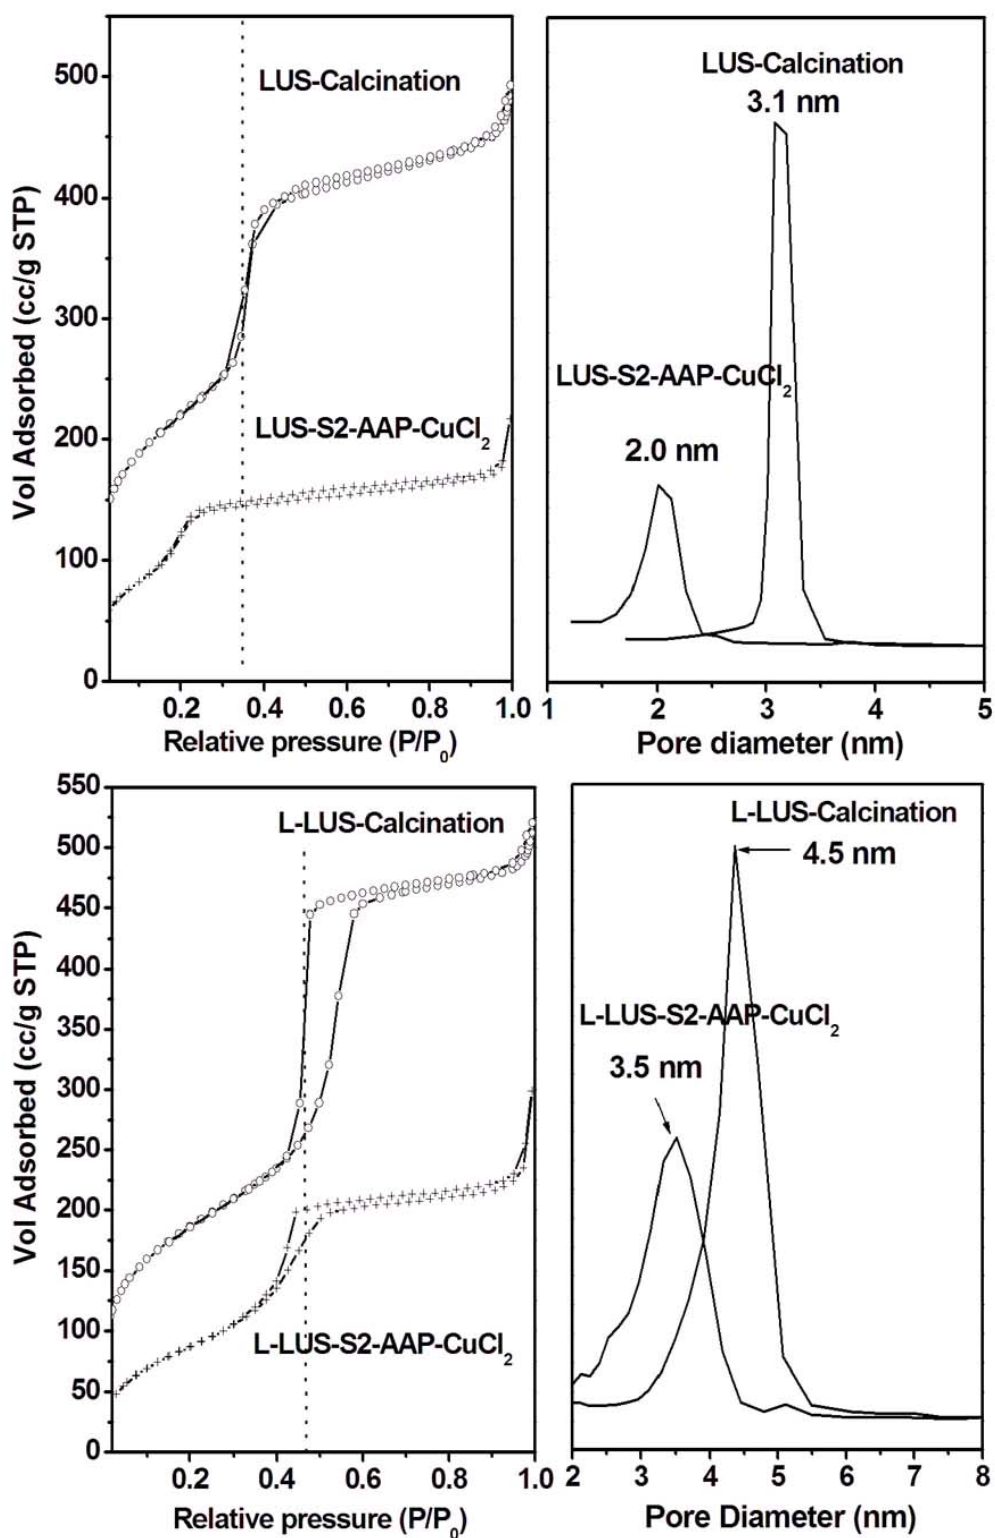 500
400
300
200
100
0
Vol Adsorbed (cc/g STP)
LUS-Calcination
LUS-S2-AAP-CuCl2
0.2 0.4 0.6 0.8 1.0
Relative pressure (P/P0)
LUS-Calcination
3.1 nm
LUS-S2-AAP-CuCl2
2.0 nm
1 2 3 4 5
Pore diameter (nm)
550
500
450
400
350
300
250
200
150
100
50
0
Vol Adsorbed (cc/g STP)
L-LUS-Calcination
L-LUS-S2-AAP-CuCl2
0.2 0.4 0.6 0.8 1.0
Relative pressure (P/P0)
L-LUS-Calcination
4.5 nm
L-LUS-S2-AAP-CuCl2
3.5 nm
2 3 4 5 6 7 8
Pore Diameter (nm)